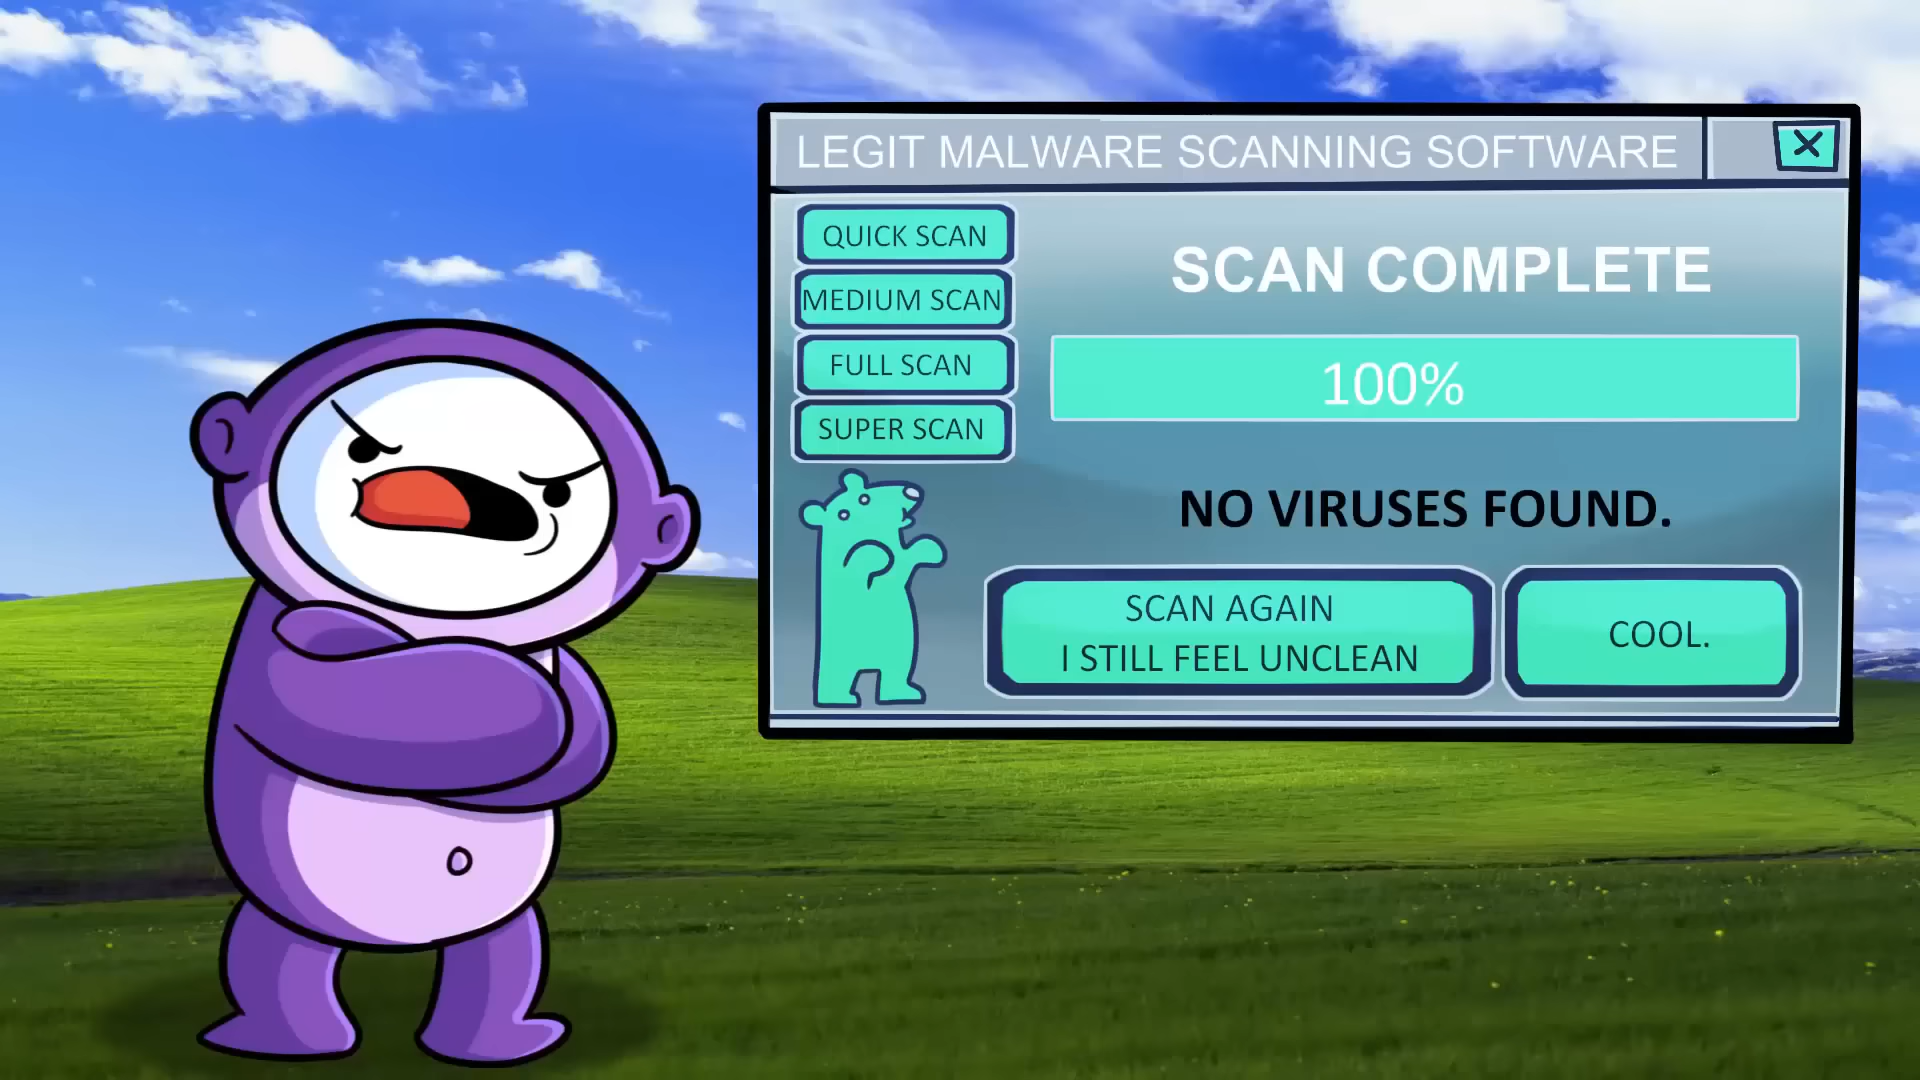 LEGIT MALWARE SCANNING SOFTWARE
QUICK SCAN
MEDIUM SCAN
FULL SCAN
SUPER SCAN
SCAN COMPLETE
100%
NO VIRUSES FOUND.
SCAN AGAIN
I STILL FEEL UNCLEAN
COOL.